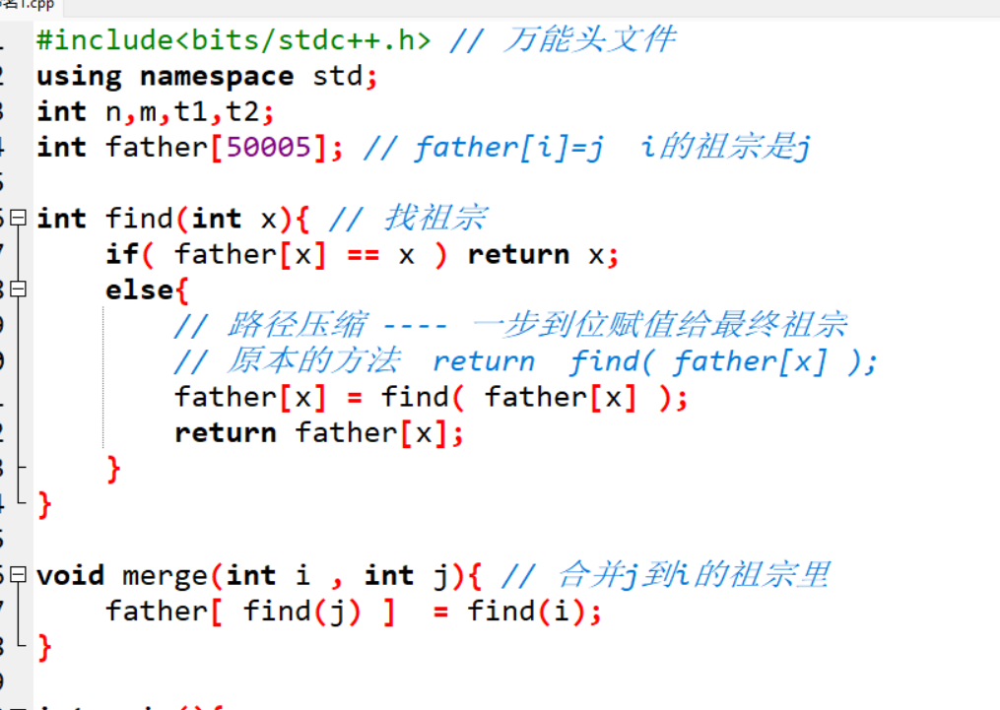 1.cpp
#include<bits/stdc++.h> // 万能头文件
using namespace std;
int n,m,t1,t2;
int father[50005]; // father[i]=j  i的祖宗是j
int find(int x){ // 找祖宗
if( father[x] == x ) return x;
else{
// 路径压缩 ---- 一步到位赋值给最终祖宗
// 原本的方法  return  find( father[x] );
father[x] = find( father[x] );
return father[x];
}
}
void merge(int i , int j){ // 合并j到i的祖宗里
father[ find(j) ]  = find(i);
}